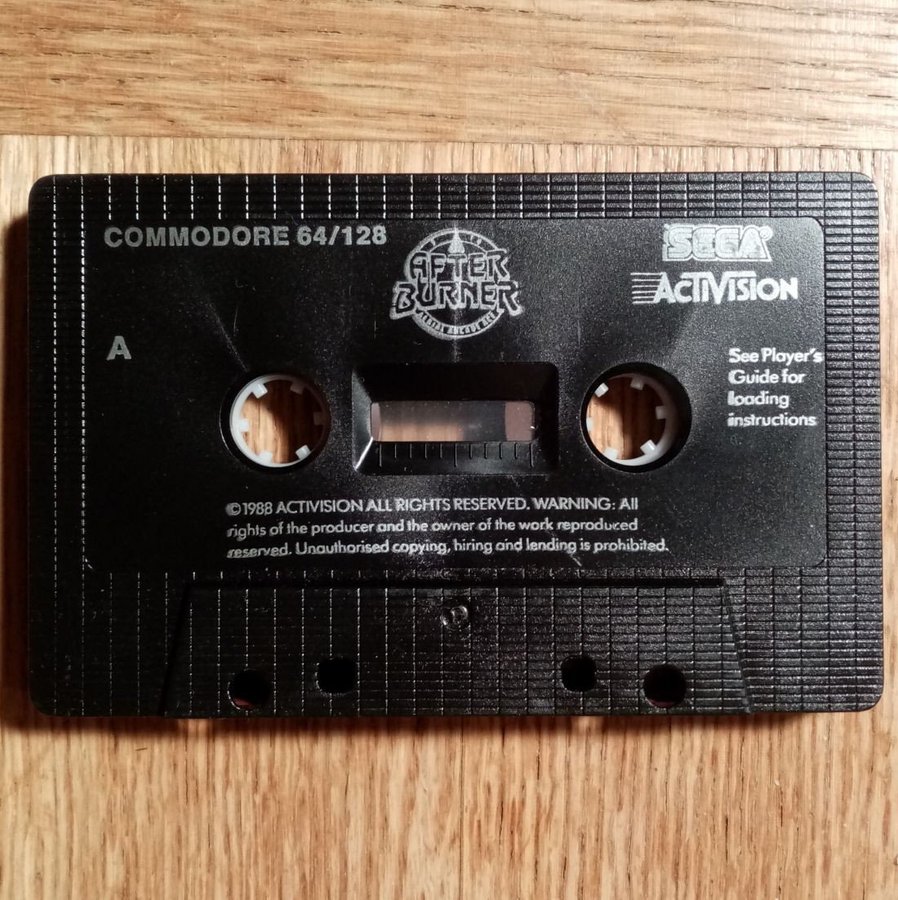 COMMODORE 64/128
AFTER
BURNER
SEGA®
ACTIVISION
A
See Player's
Guide for
loading
instructions
©1988 ACTIVISION ALL RIGHTS RESERVED. WARNING: All
rights of the producer and the owner of the work reproduced
reserved. Unauthorised copying, hiring and lending is prohibited.